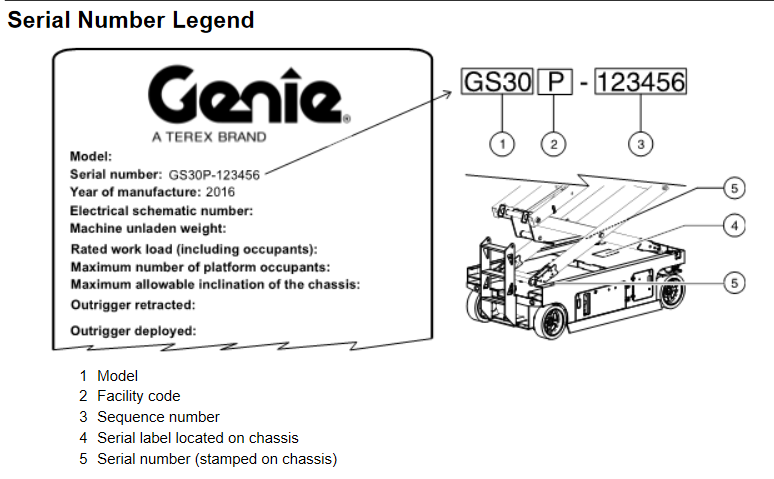 Serial Number Legend
Genie®
A TEREX BRAND
Model:
Serial number: GS30P-123456
Year of manufacture: 2016
Electrical schematic number:
Machine unladen weight:
Rated work load (including occupants):
Maximum number of platform occupants:
Maximum allowable inclination of the chassis:
Outrigger retracted:
Outrigger deployed:
GS30 P - 123456
1 2 3
5
4
5
1 Model
2 Facility code
3 Sequence number
4 Serial label located on chassis
5 Serial number (stamped on chassis)